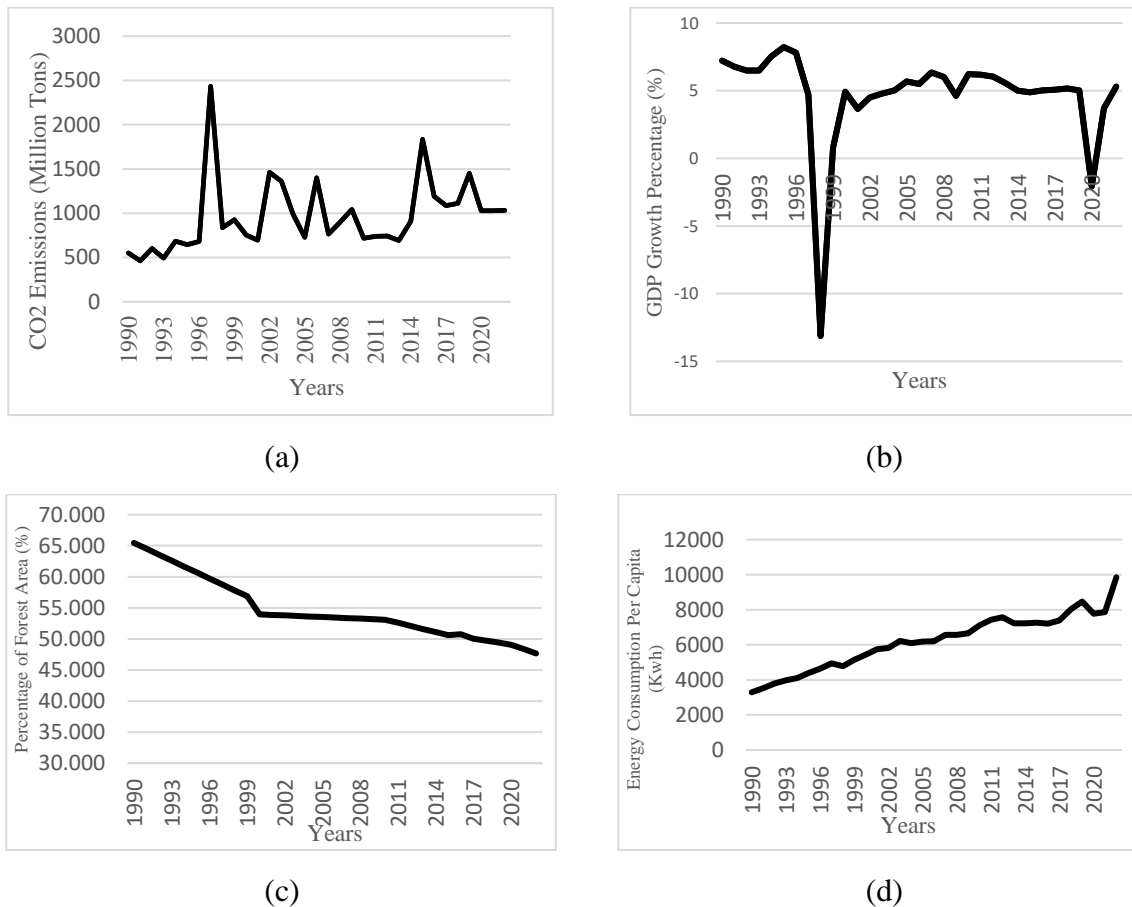 CO2 Emissions (Million Tons)
3000
2500
2000
1500
1000
500
0
1990 1993 1996 1999 2002 2005 2008 2011 2014 2017 2020
Years
(a)
GDP Growth Percentage (%)
10
5
0
-5
-10
-15
1990 1993 1996 1999 2002 2005 2008 2011 2014 2017 2020
Years
(b)
Percentage of Forest Area (%)
70.000
65.000
60.000
55.000
50.000
45.000
40.000
35.000
30.000
1990 1993 1996 1999 2002 2005 2008 2011 2014 2017 2020
Years
(c)
Energy Consumption Per Capita
(Kwh)
12000
10000
8000
6000
4000
2000
0
1990 1993 1996 1999 2002 2005 2008 2011 2014 2017 2020
Years
(d)